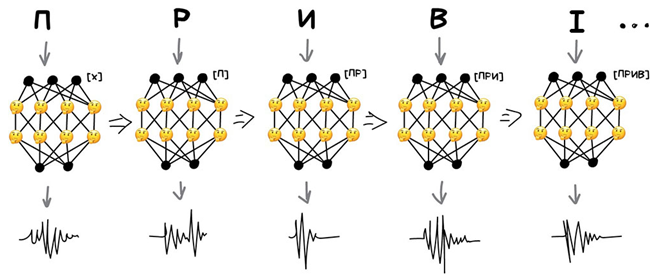 П Р И В І ...
[x] [П] [ПР] [ПРИ] [ПРИВ]